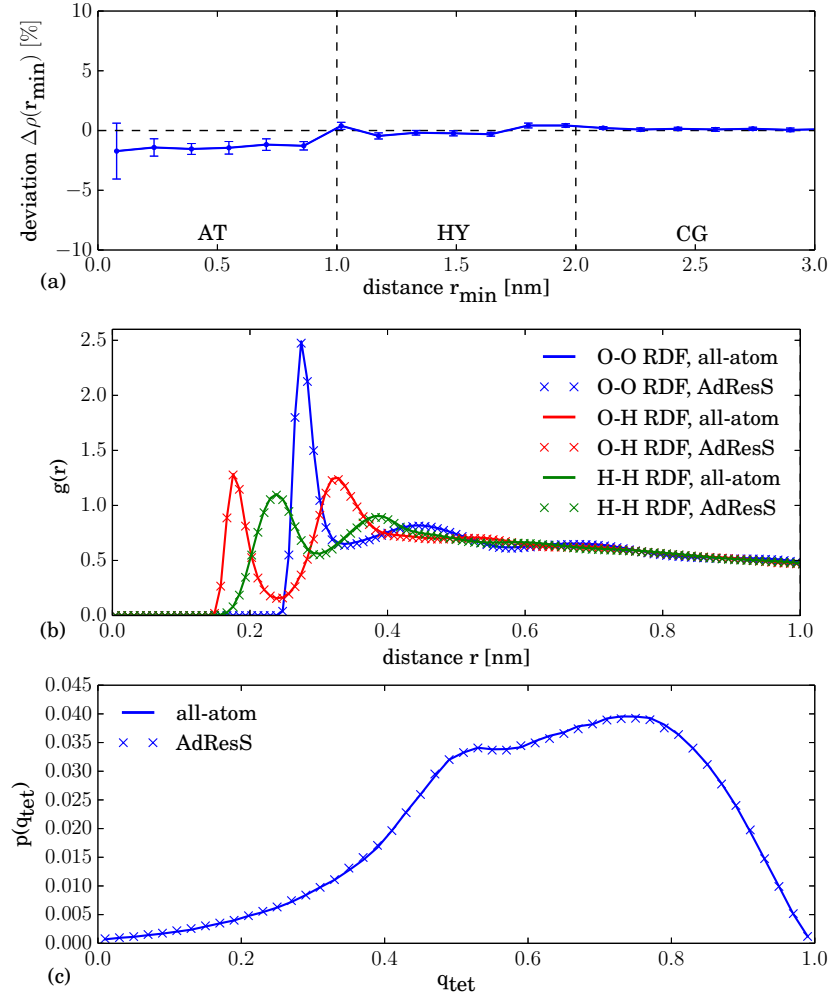 deviation Δρ(r_min) [%]
10
5
0
−5
−10
AT
HY
CG
0.0
0.5
1.0
1.5
2.0
2.5
3.0
(a)
distance r_min [nm]
g(r)
2.5
2.0
1.5
1.0
0.5
0.0
O-O RDF, all-atom
O-O RDF, AdResS
O-H RDF, all-atom
O-H RDF, AdResS
H-H RDF, all-atom
H-H RDF, AdResS
0.0
0.2
0.4
0.6
0.8
1.0
(b)
distance r [nm]
p(q_tet)
0.045
0.040
0.035
0.030
0.025
0.020
0.015
0.010
0.005
0.000
all-atom
AdResS
0.0
0.2
0.4
0.6
0.8
1.0
(c)
q_tet